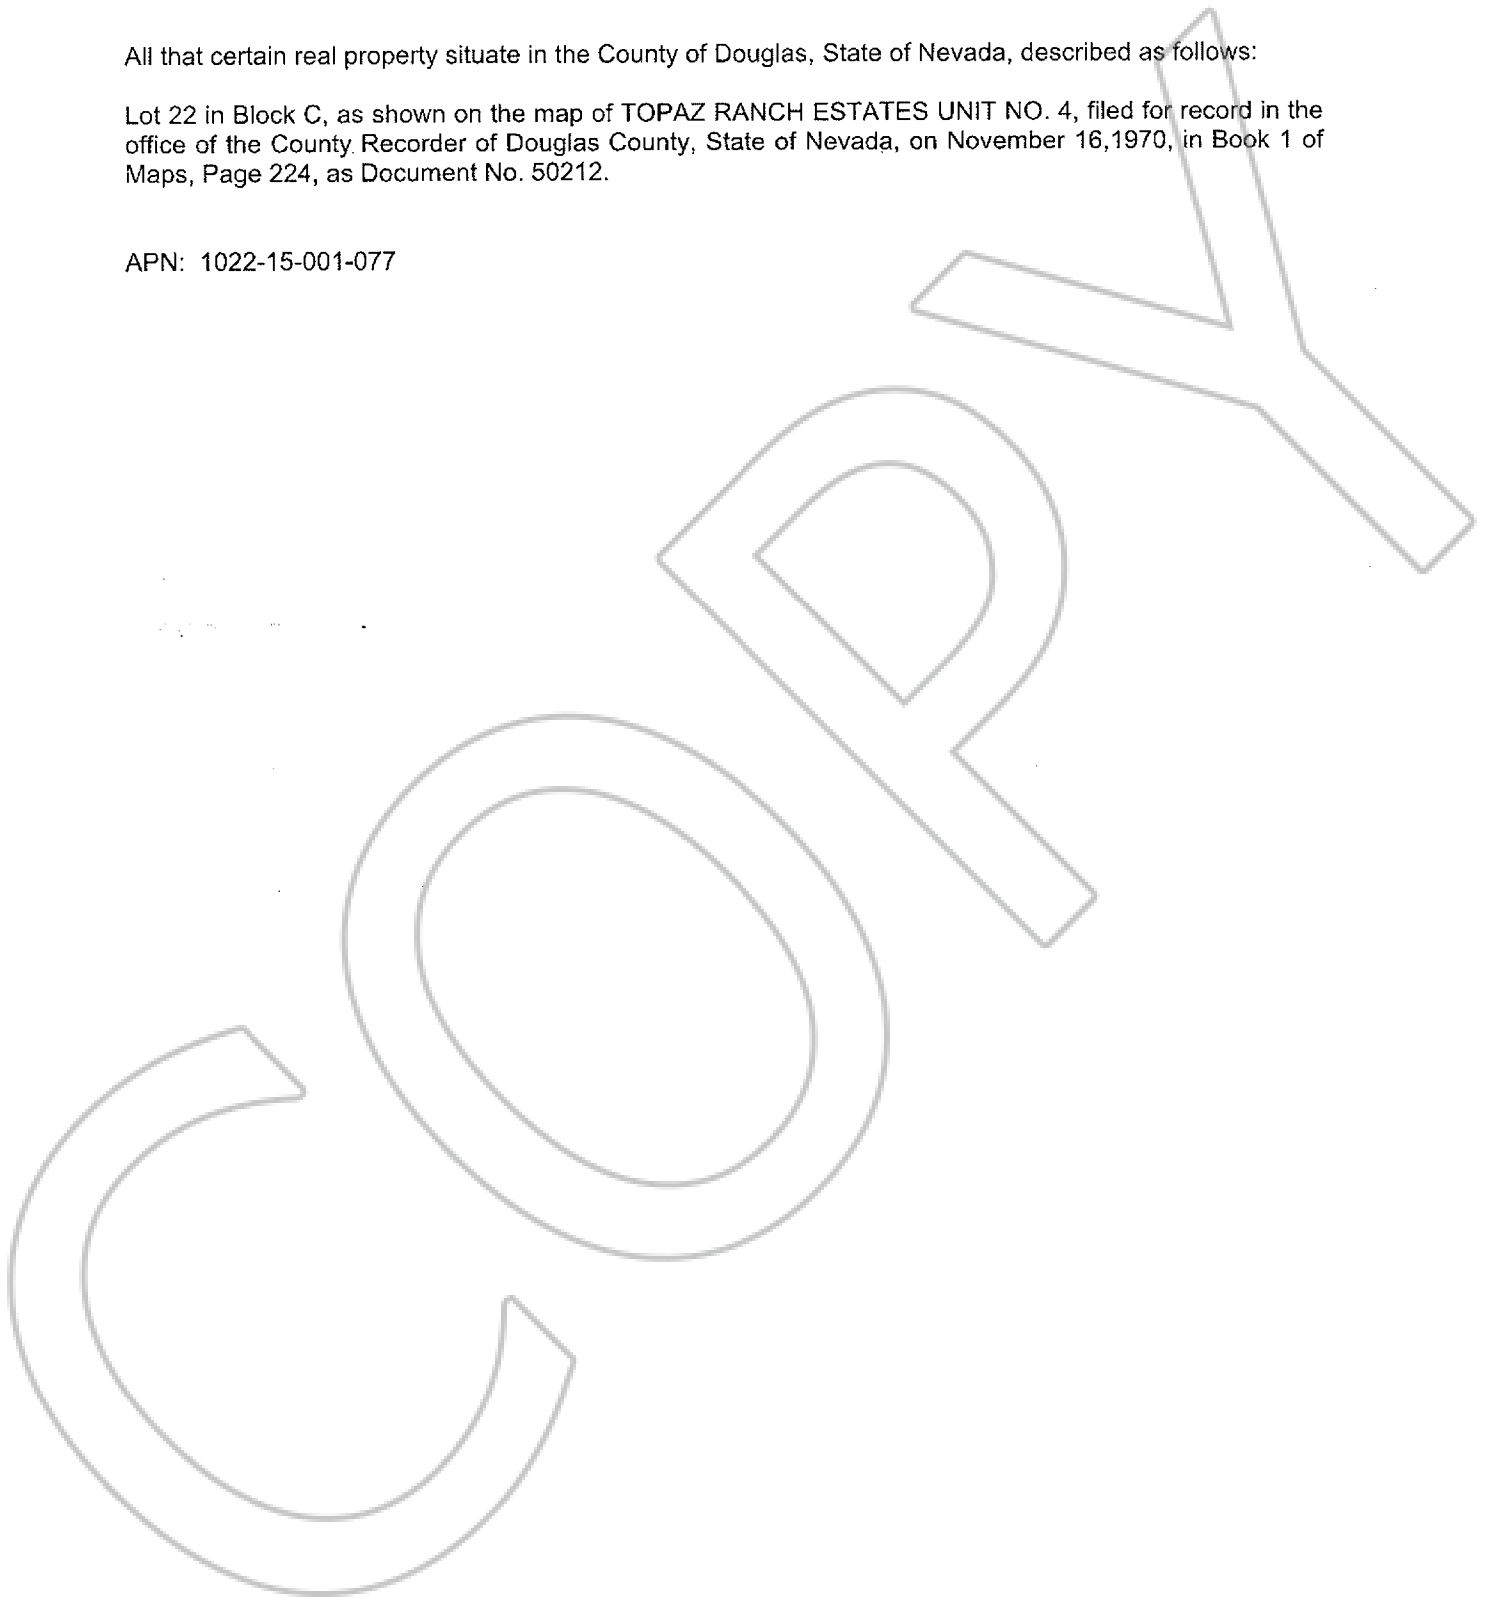 All that certain real property situate in the County of Douglas, State of Nevada, described as follows:
Lot 22 in Block C, as shown on the map of TOPAZ RANCH ESTATES UNIT NO. 4, filed for record in the
office of the County Recorder of Douglas County, State of Nevada, on November 16,1970, in Book 1 of
Maps, Page 224, as Document No. 50212.
APN: 1022-15-001-077
COPY